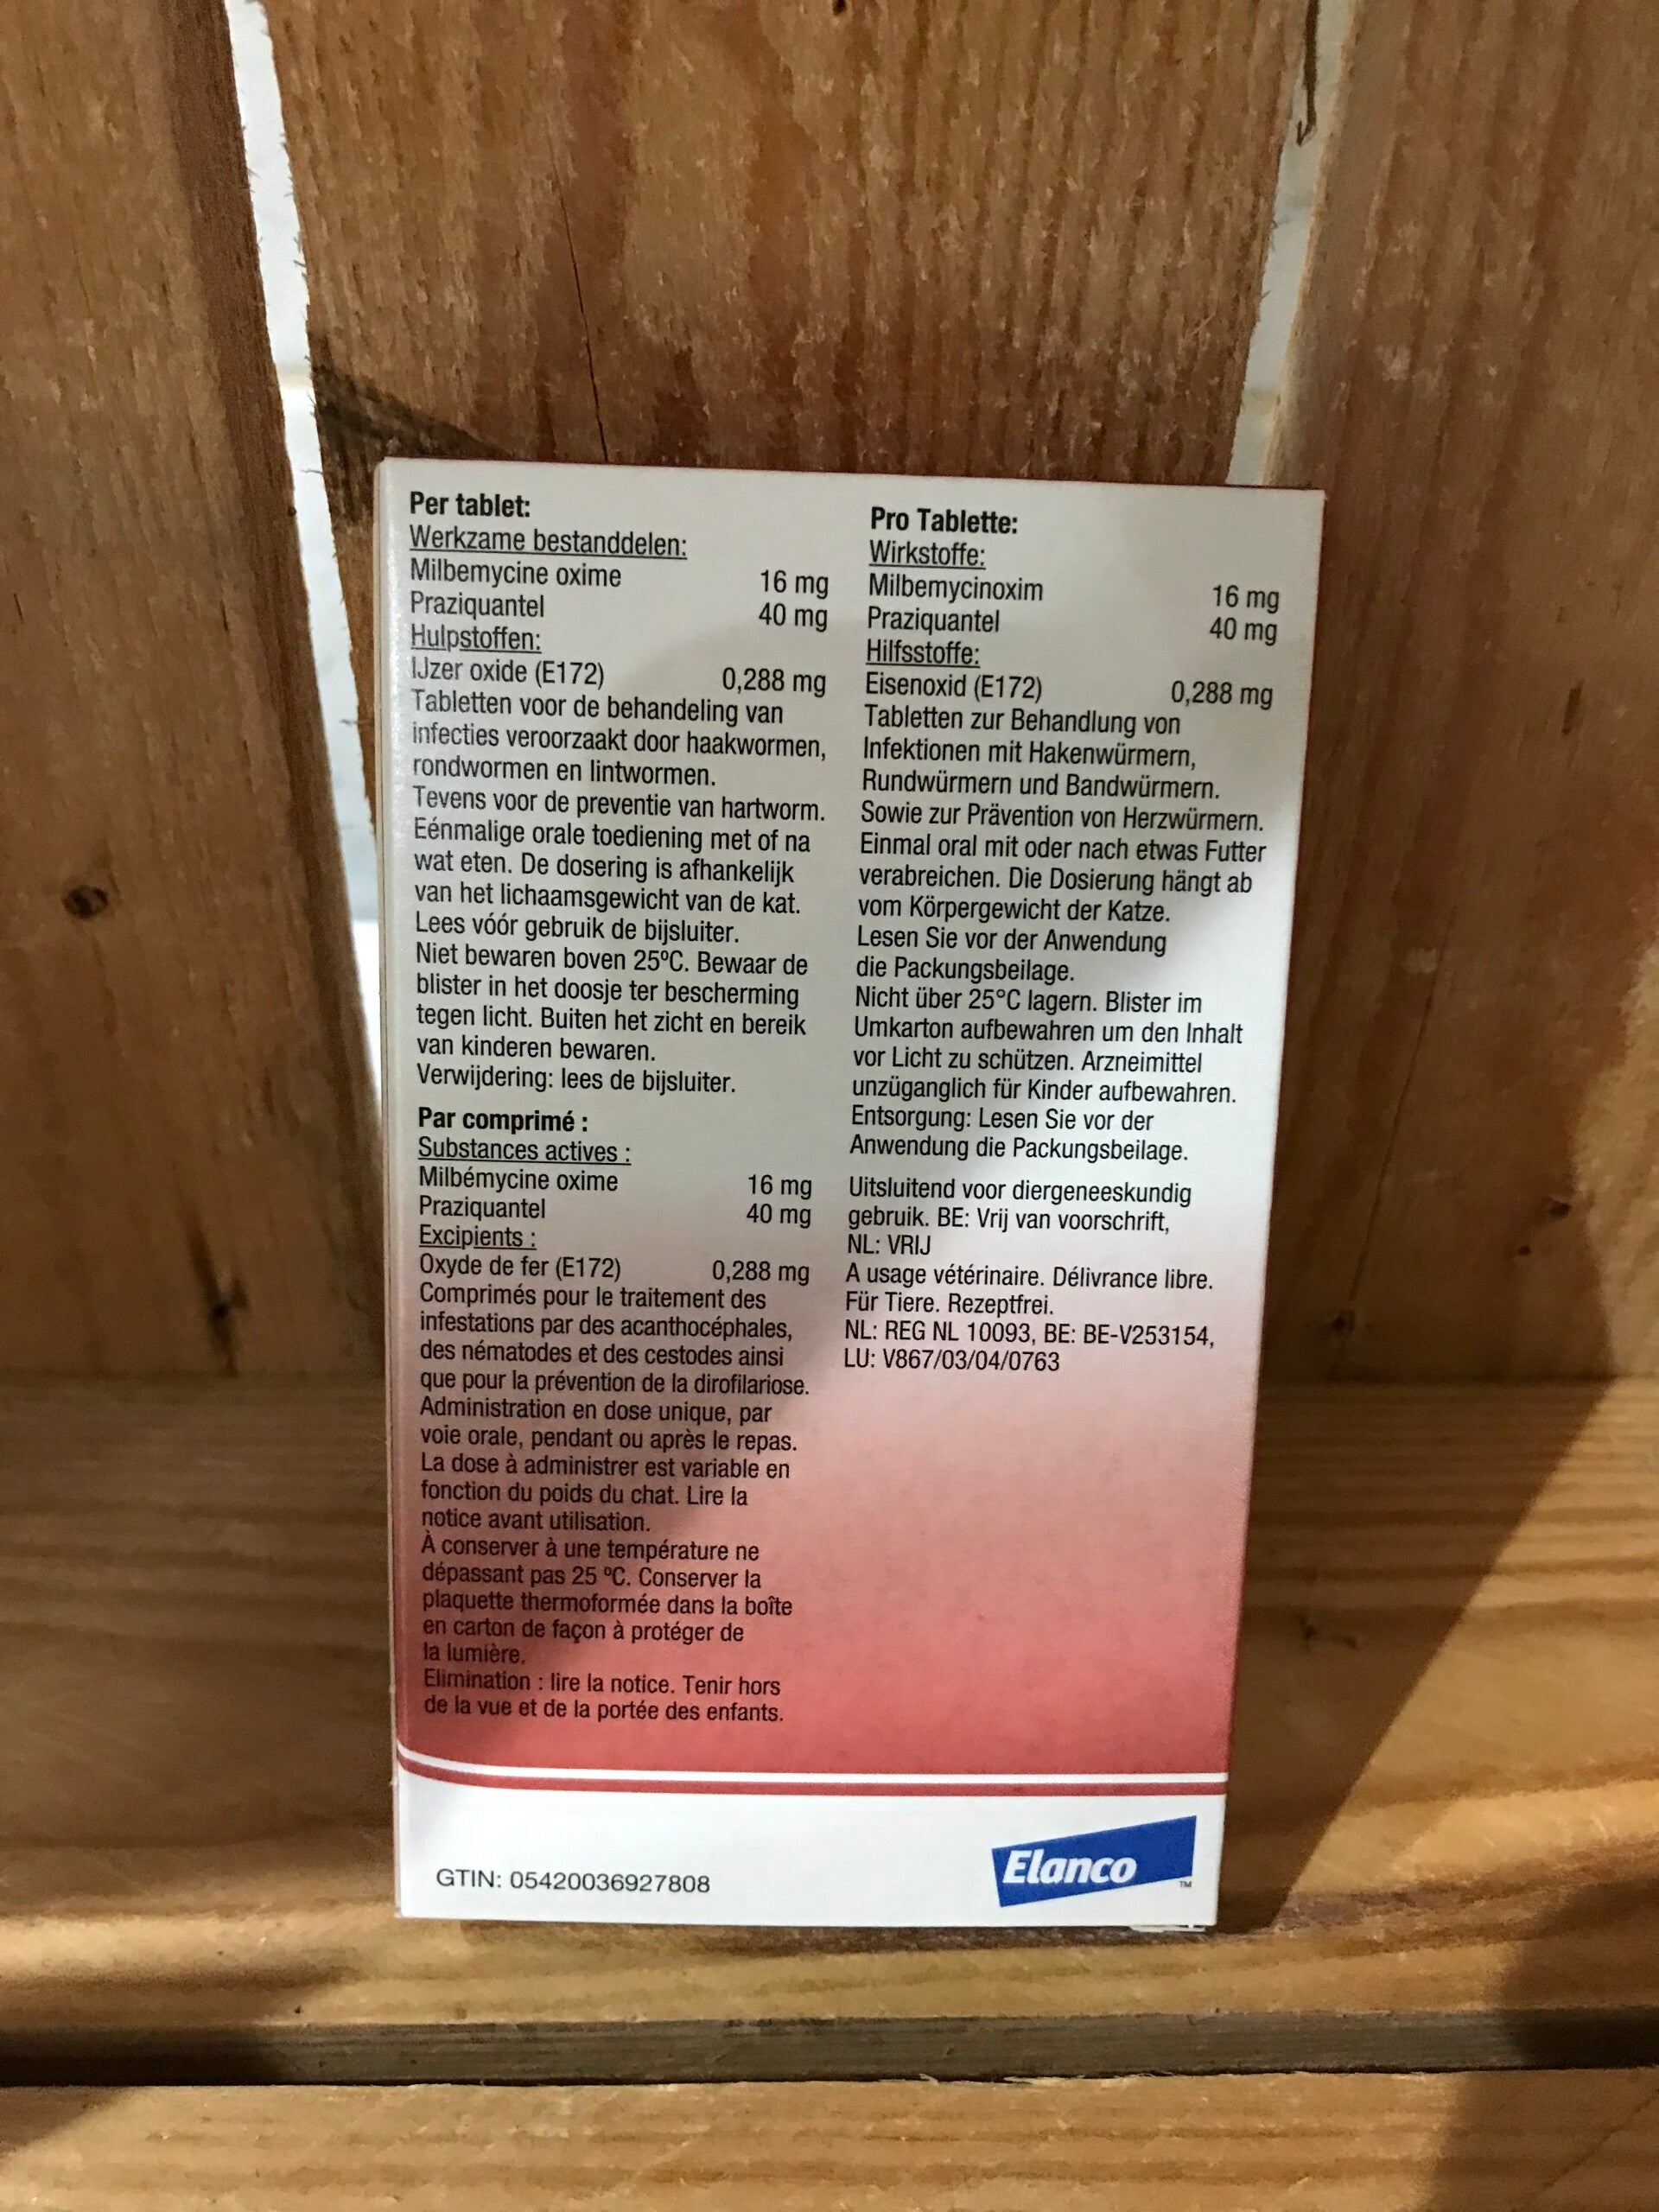 Per tablet:
Werkzame bestanddelen:
Milbemycine oxime 16 mg
Praziquantel 40 mg
Hulpstoffen:
IJzer oxide (E172) 0,288 mg
Tabletten voor de behandeling van
infecties veroorzaakt door haakwormen,
rondwormen en lintwormen.
Tevens voor de preventie van hartworm.
Eénmalige orale toediening met of na
wat eten. De dosering is afhankelijk
van het lichaamsgewicht van de kat.
Lees vóór gebruik de bijsluiter.
Niet bewaren boven 25ºC. Bewaar de
blister in het doosje ter bescherming
tegen licht. Buiten het zicht en bereik
van kinderen bewaren.
Verwijdering: lees de bijsluiter.
Par comprimé :
Substances actives :
Milbémycine oxime 16 mg
Praziquantel 40 mg
Excipients :
Oxyde de fer (E172) 0,288 mg
Comprimés pour le traitement des
infestations par des acanthocéphales,
des nématodes et des cestodes ainsi
que pour la prévention de la dirofilariose.
Administration en dose unique, par
voie orale, pendant ou après le repas.
La dose à administrer est variable en
fonction du poids du chat. Lire la
notice avant utilisation.
À conserver à une température ne
dépassant pas 25 ºC. Conserver la
plaquette thermoformée dans la boîte
en carton de façon à protéger de
la lumière.
Elimination : lire la notice. Tenir hors
de la vue et de la portée des enfants.
Pro Tablette:
Wirkstoffe:
Milbemycinoxim 16 mg
Praziquantel 40 mg
Hilfsstoffe:
Eisenoxid (E172) 0,288 mg
Tabletten zur Behandlung von
Infektionen mit Hakenwürmern,
Rundwürmern und Bandwürmern.
Sowie zur Prävention von Herzwürmern.
Einmal oral mit oder nach etwas Futter
verabreichen. Die Dosierung hängt ab
vom Körpergewicht der Katze.
Lesen Sie vor der Anwendung
die Packungsbeilage.
Nicht über 25°C lagern. Blister im
Umkarton aufbewahren um den Inhalt
vor Licht zu schützen. Arzneimittel
unzüganglich für Kinder aufbewahren.
Entsorgung: Lesen Sie vor der
Anwendung die Packungsbeilage.
Uitsluitend voor diergeneeskundig
gebruik. BE: Vrij van voorschrift,
NL: VRIJ
A usage vétérinaire. Délivrance libre.
Für Tiere. Rezeptfrei.
NL: REG NL 10093, BE: BE-V253154,
LU: V867/03/04/0763
GTIN: 05420036927808
Elanco
TM